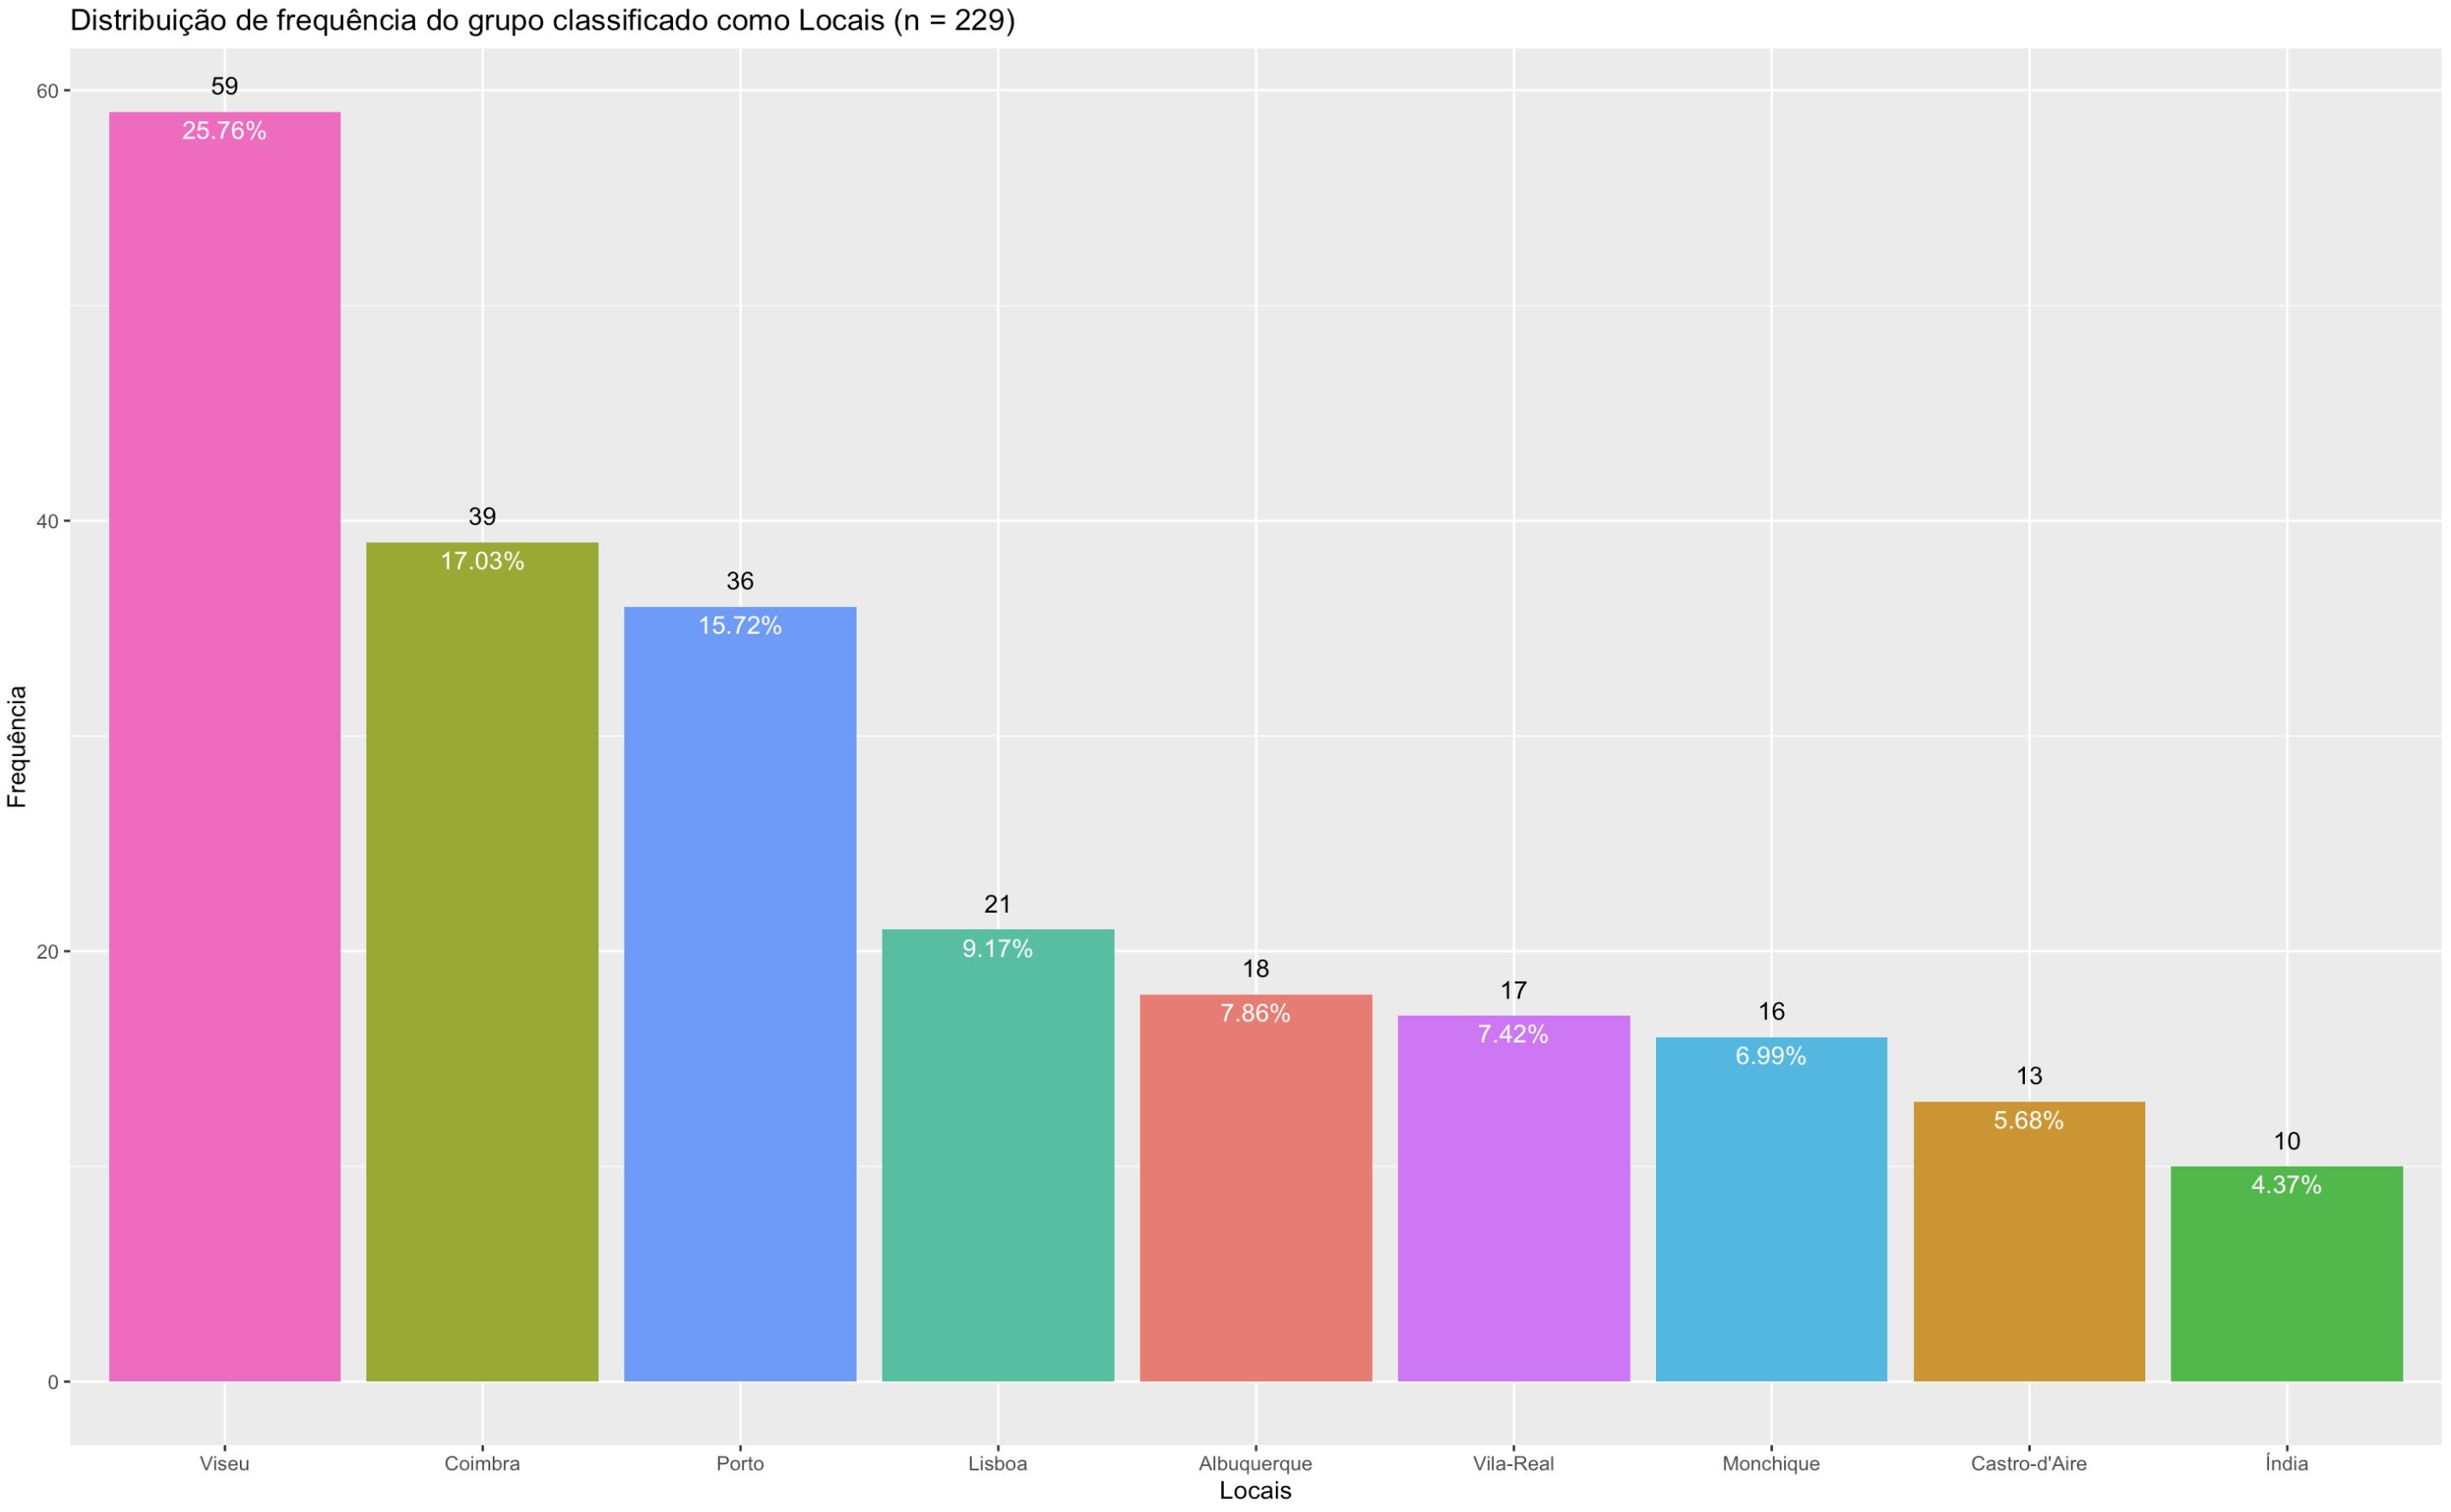 Distribuição de frequência do grupo classificado como Locais (n = 229)
Frequência
60
40
20
0
59
25.76%
39
17.03%
36
15.72%
21
9.17%
18
7.86%
17
7.42%
16
6.99%
13
5.68%
10
4.37%
Viseu
Coimbra
Porto
Lisboa
Albuquerque
Vila-Real
Monchique
Castro-d'Aire
Índia
Locais